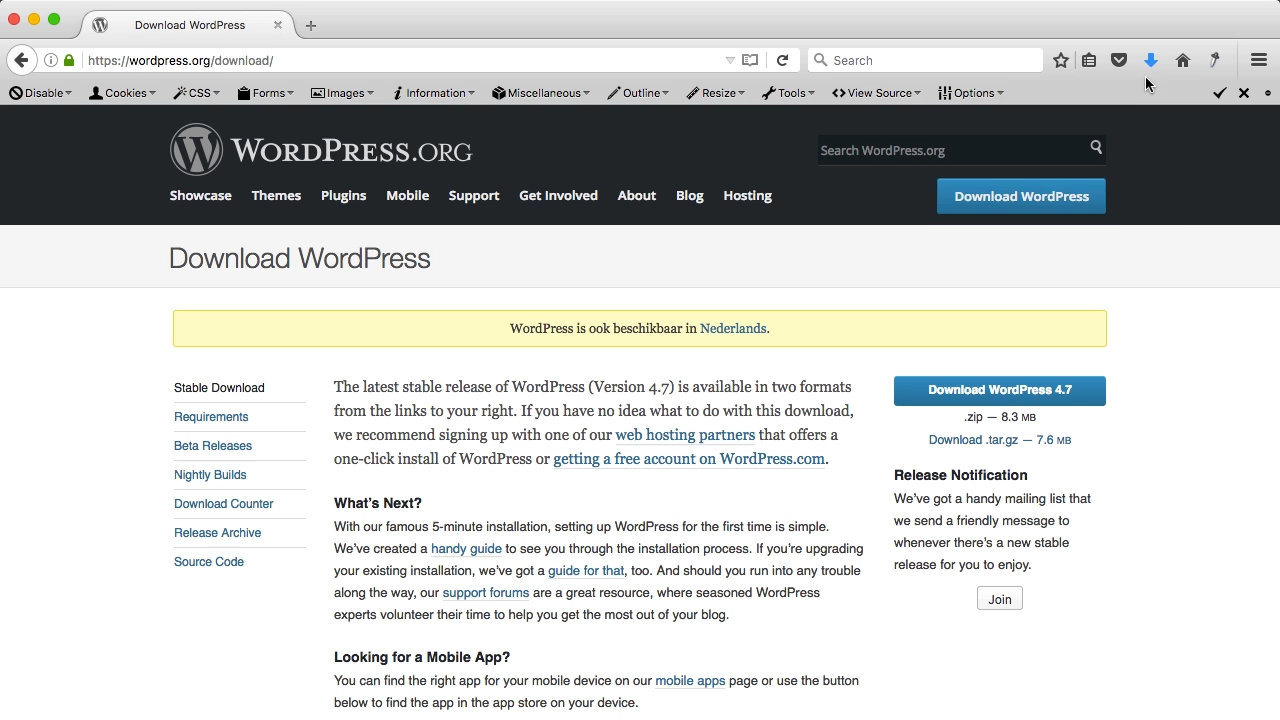 Download WordPress
https://wordpress.org/download/
Search
Disable Cookies CSS Forms Images Information Miscellaneous Outline Resize Tools View Source Options
WORDPRESS.ORG
Search WordPress.org
Showcase Themes Plugins Mobile Support Get Involved About Blog Hosting
Download WordPress
Download WordPress
WordPress is ook beschikbaar in Nederlands.
Stable Download
Requirements
Beta Releases
Nightly Builds
Download Counter
Release Archive
Source Code
The latest stable release of WordPress (Version 4.7) is available in two formats
from the links to your right. If you have no idea what to do with this download,
we recommend signing up with one of our web hosting partners that offers a
one-click install of WordPress or getting a free account on WordPress.com.
What's Next?
With our famous 5-minute installation, setting up WordPress for the first time is simple.
We've created a handy guide to see you through the installation process. If you're upgrading
your existing installation, we've got a guide for that, too. And should you run into any trouble
along the way, our support forums are a great resource, where seasoned WordPress
experts volunteer their time to help you get the most out of your blog.
Looking for a Mobile App?
You can find the right app for your mobile device on our mobile apps page or use the button
below to find the app in the app store on your device.
Download WordPress 4.7
.zip — 8.3 MB
Download .tar.gz — 7.6 MB
Release Notification
We've got a handy mailing list that
we send a friendly message to
whenever there's a new stable
release for you to enjoy.
Join